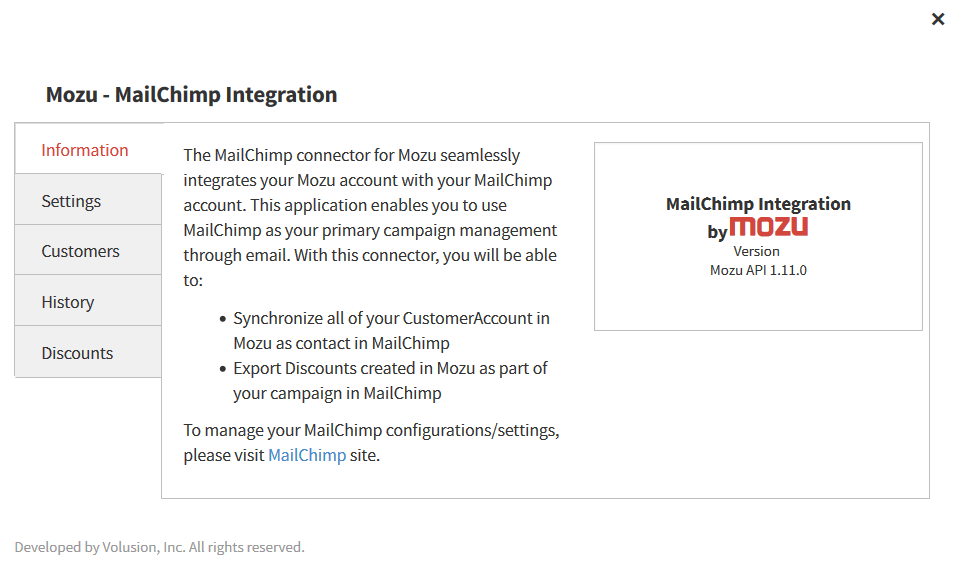 Mozu - MailChimp Integration
Information
Settings
Customers
History
Discounts
The MailChimp connector for Mozu seamlessly
integrates your Mozu account with your MailChimp
account. This application enables you to use
MailChimp as your primary campaign management
through email. With this connector, you will be able
to:
• Synchronize all of your CustomerAccount in
Mozu as contact in MailChimp
• Export Discounts created in Mozu as part of
your campaign in MailChimp
To manage your MailChimp configurations/settings,
please visit MailChimp site.
MailChimp Integration
by mozu
Version
Mozu API 1.11.0
Developed by Volusion, Inc. All rights reserved.